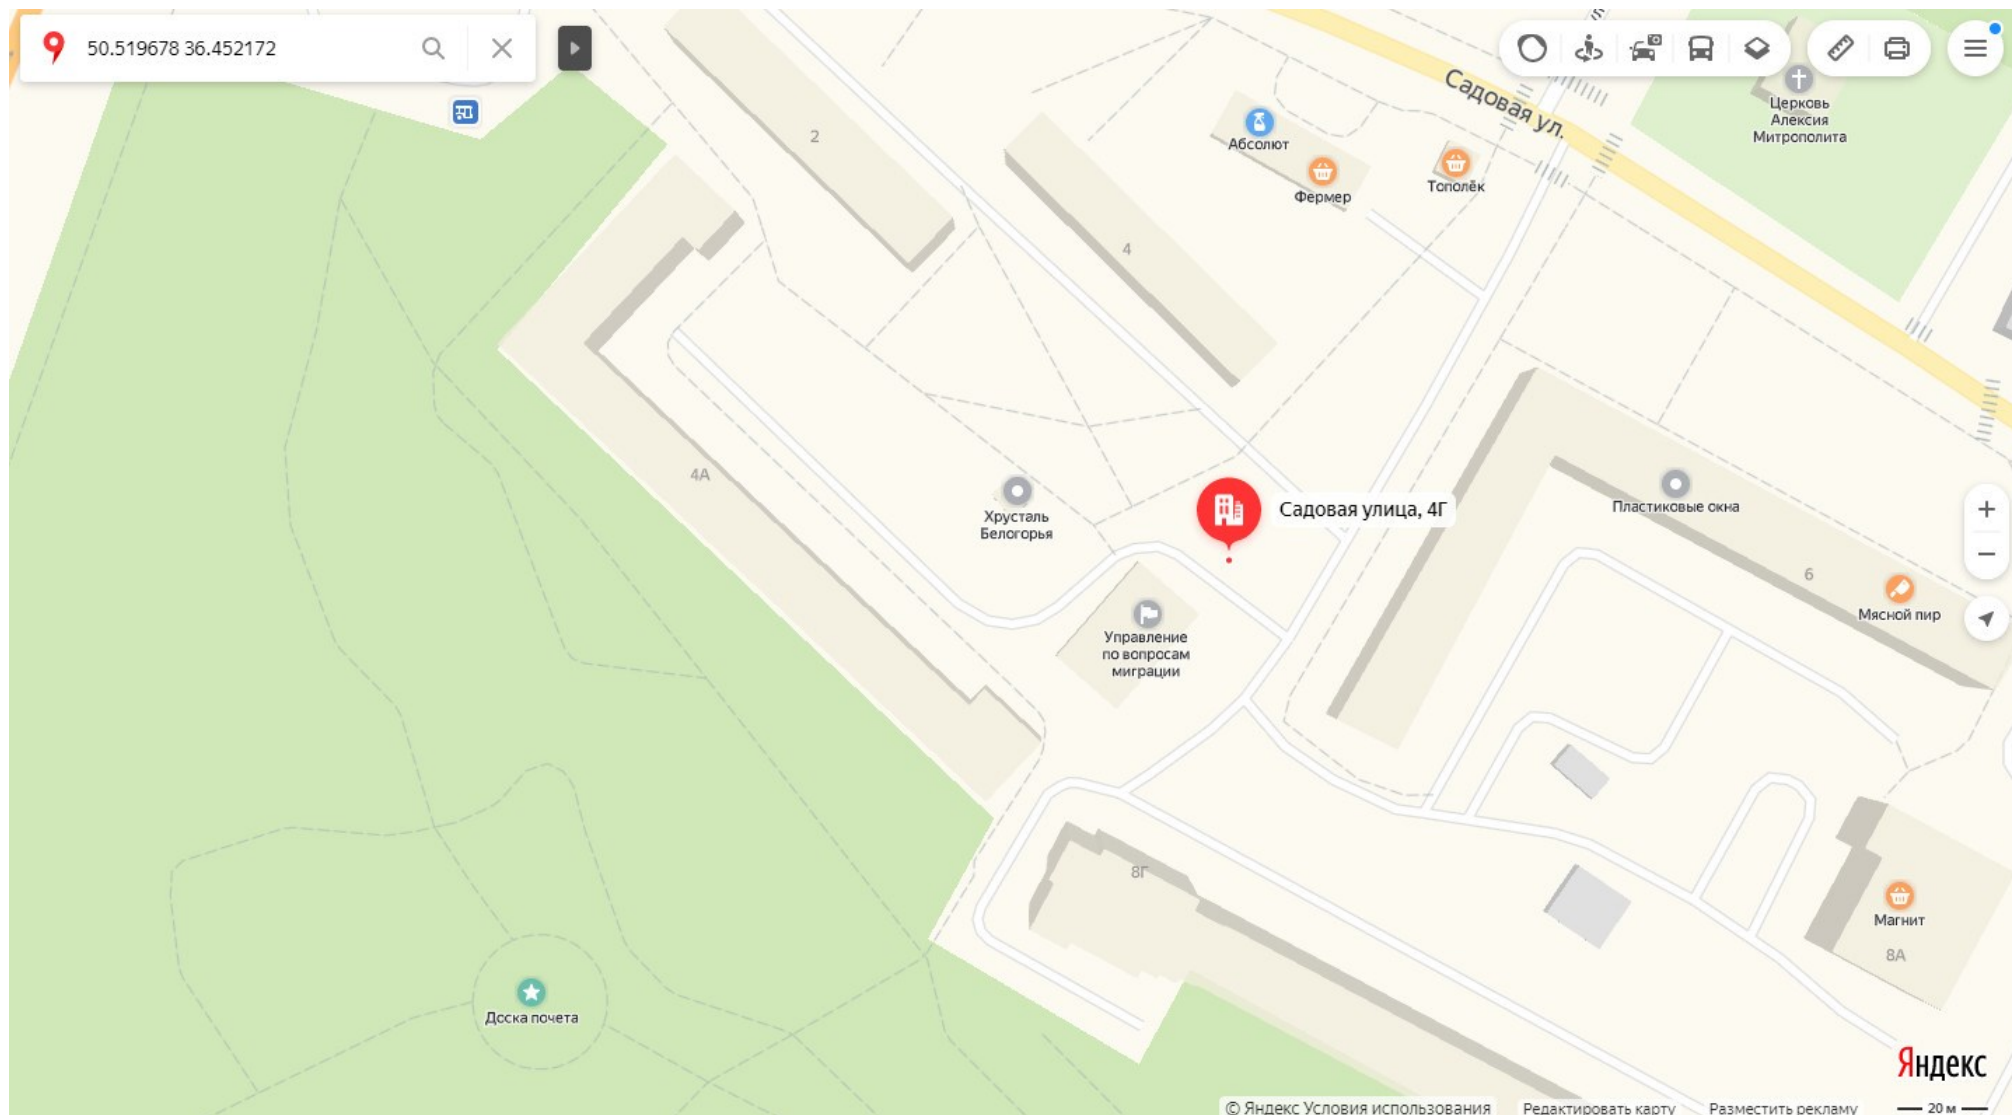 50.519678 36.452172
Садовая ул.
Церковь
Алексия
Митрополита
2
Абсолют
Фермер
Тополёк
4
4А
Хрусталь
Белогорья
Садовая улица, 4Г
Пластиковые окна
6
Мясной пир
Управление
по вопросам
миграции
8Г
Магнит
8А
Доска почета
Яндекс
© Яндекс Условия использования
Редактировать карту
Разместить рекламу
20 м